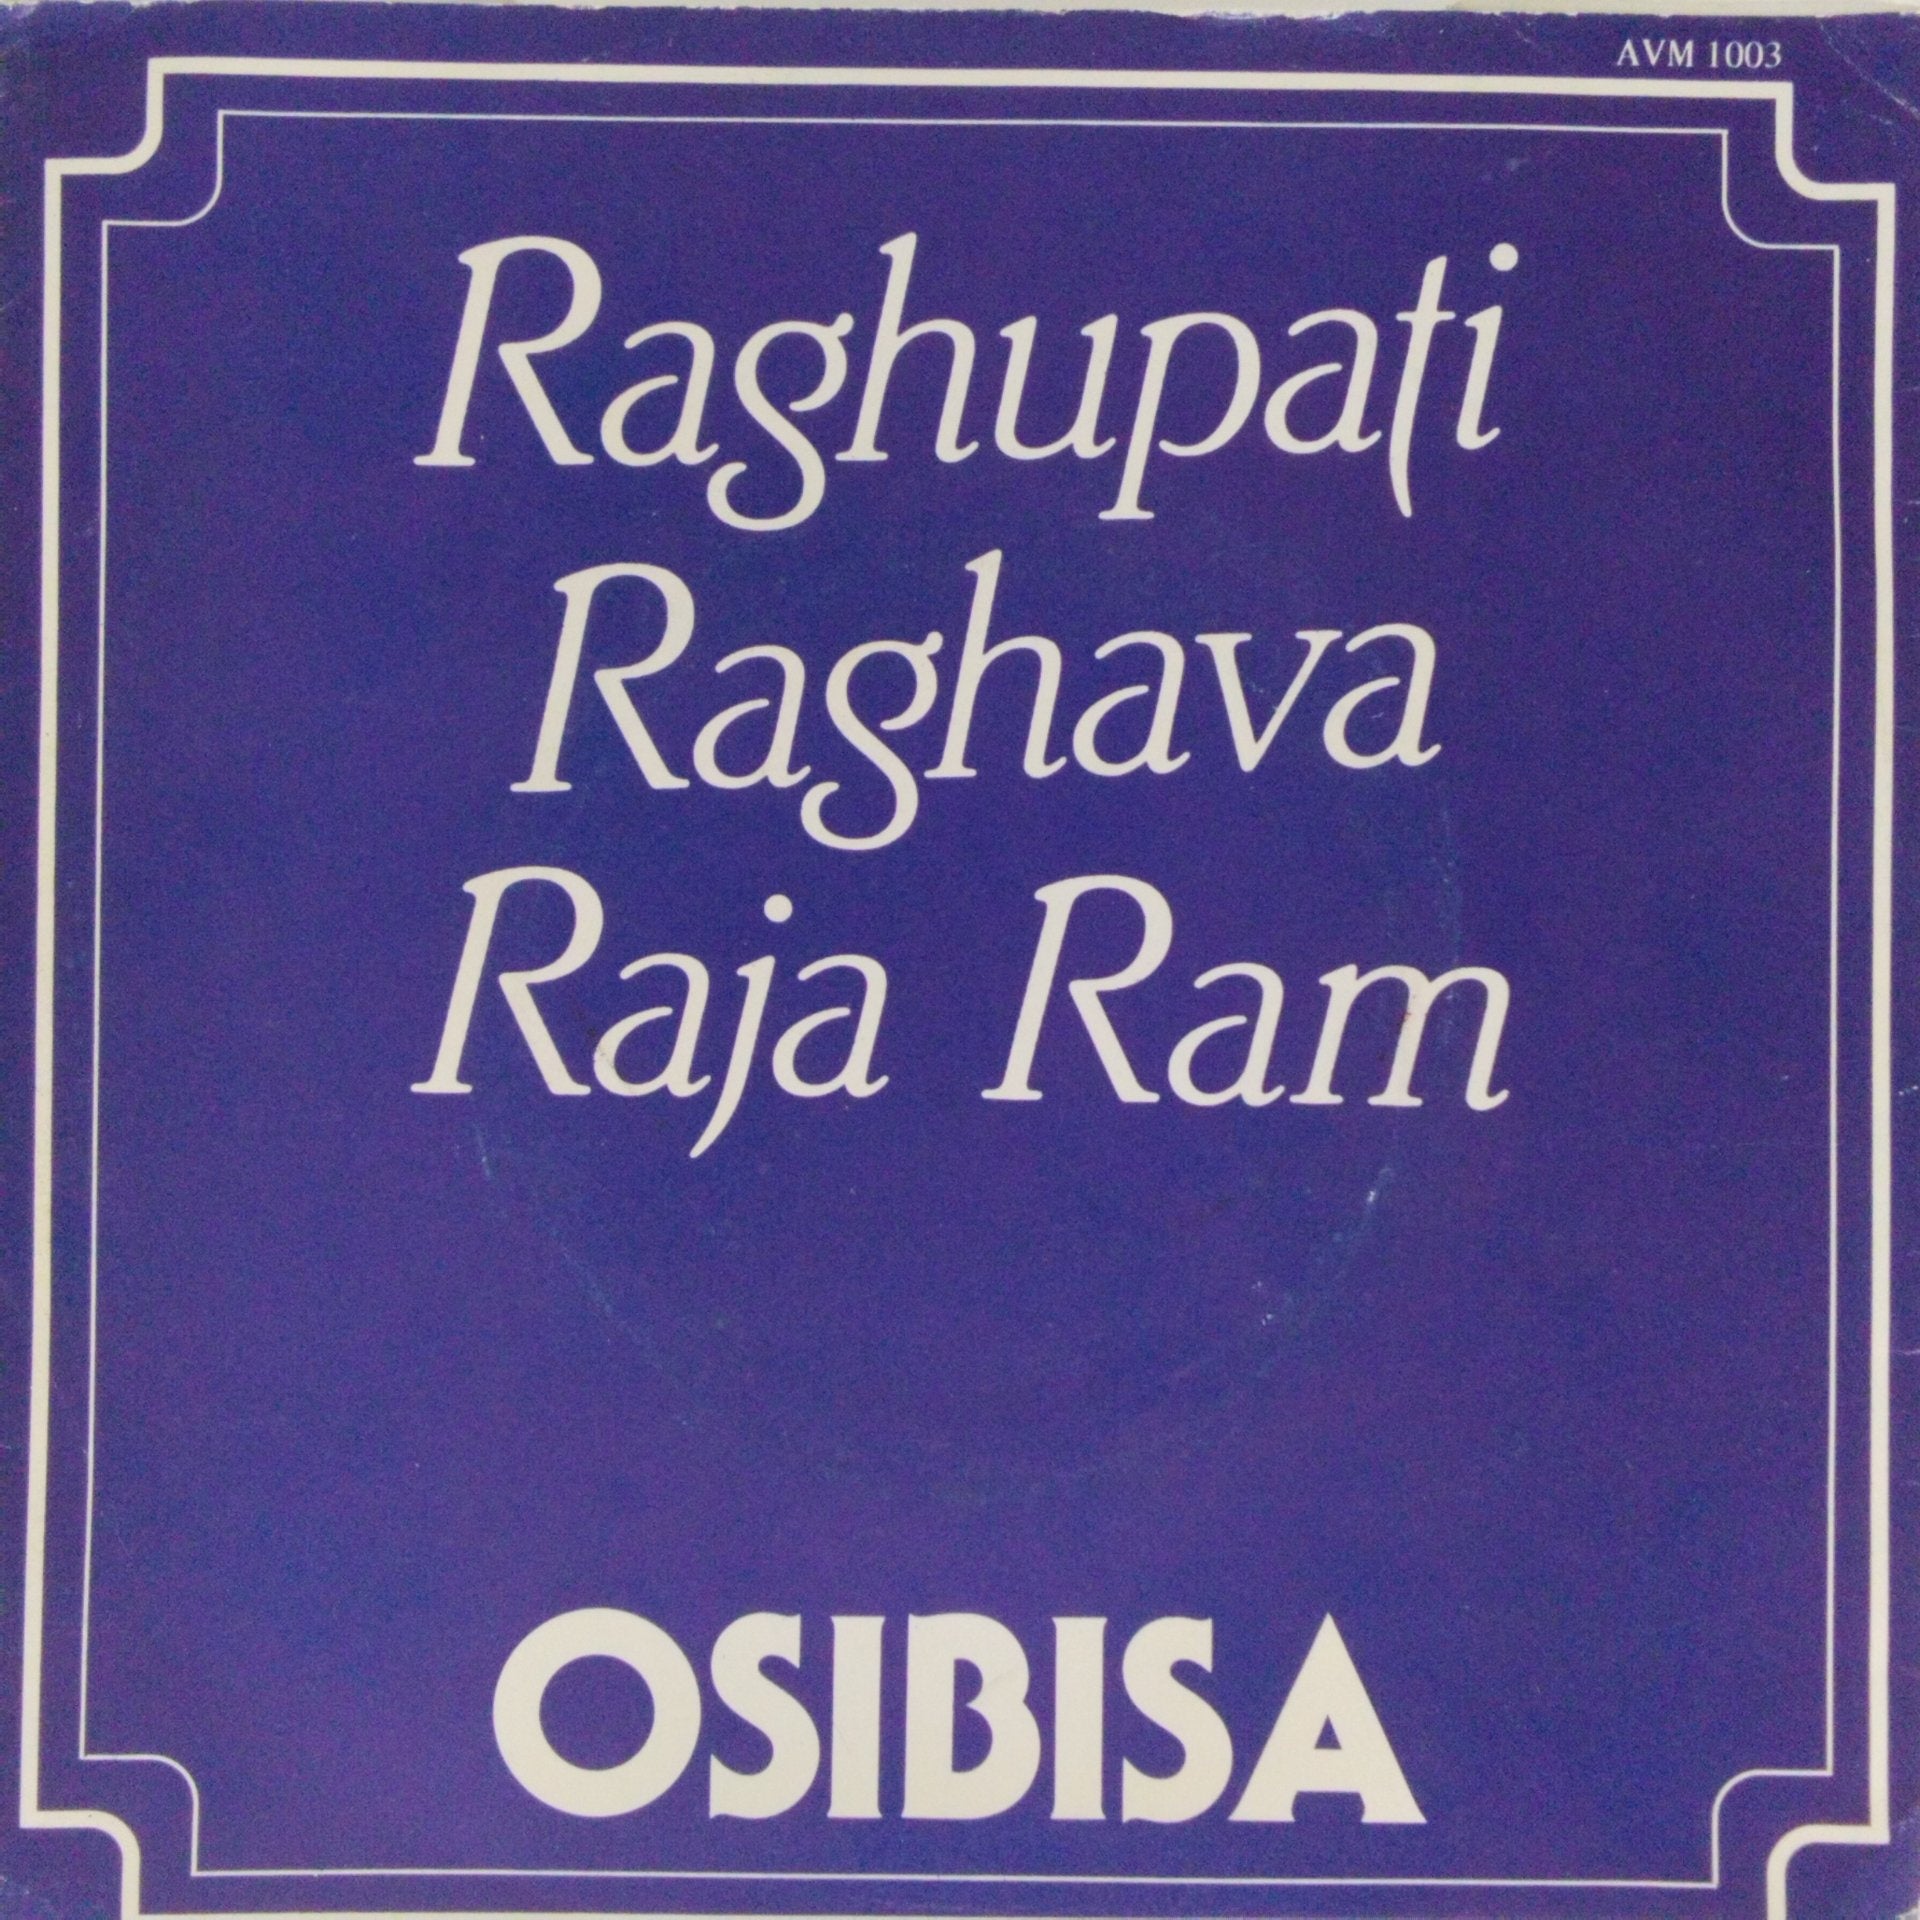 AVM 1003
Raghupati
Raghava
Raja Ram
OSIBISA